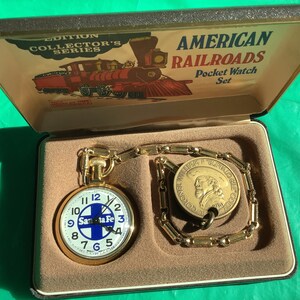 EDITION
COLLECTOR'S
SERIES
AMERICAN
RAILROADS
Pocket Watch
Set
12
11
1
10
2
9
Santa Fe
3
8
4
7
5
6